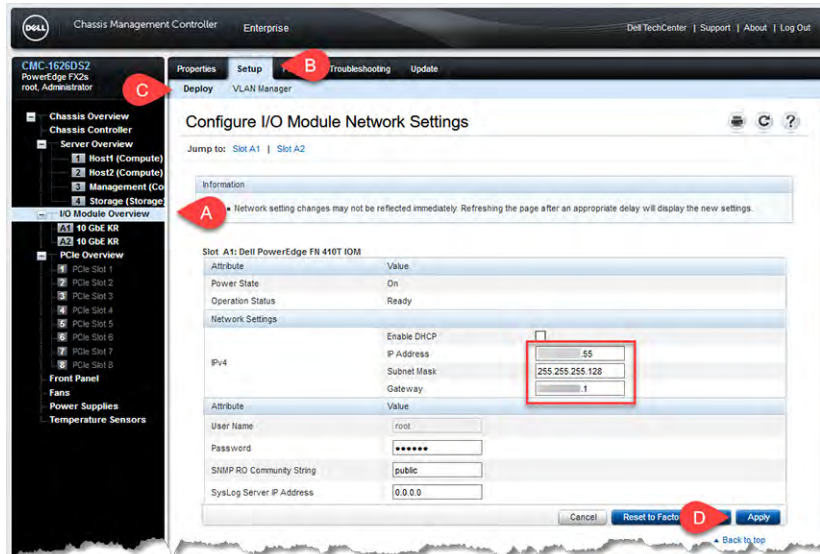 DELL
Chassis Management Controller Enterprise
Dell TechCenter | Support | About | Log Out
CMC-1626DS2
PowerEdge FX2s
root, Administrator
Properties Setup Troubleshooting Update
B
C
Deploy VLAN Manager
Chassis Overview
Chassis Controller
Server Overview
1 Host1 (Compute)
2 Host2 (Compute)
3 Management (Co
4 Storage (Storage
I/O Module Overview
A
A1 10 GbE KR
A2 10 GbE KR
PCIe Overview
1 PCIe Slot 1
2 PCIe Slot 2
3 PCIe Slot 3
4 PCIe Slot 4
5 PCIe Slot 5
6 PCIe Slot 6
7 PCIe Slot 7
8 PCIe Slot 8
Front Panel
Fans
Power Supplies
Temperature Sensors
Configure I/O Module Network Settings
?
Jump to: Slot A1 | Slot A2
Information
▪ Network setting changes may not be reflected immediately. Refreshing the page after an appropriate delay will display the new settings.
Slot A1: Dell PowerEdge FN 410T IOM
Attribute Value
Power State On
Operation Status Ready
Network Settings
IPv4
Enable DHCP
IP Address .55
Subnet Mask 255.255.255.128
Gateway .1
Attribute Value
User Name root
Password ••••••
SNMP RO Community String public
SysLog Server IP Address 0.0.0.0
Cancel Reset to Facto D Apply
Back to top